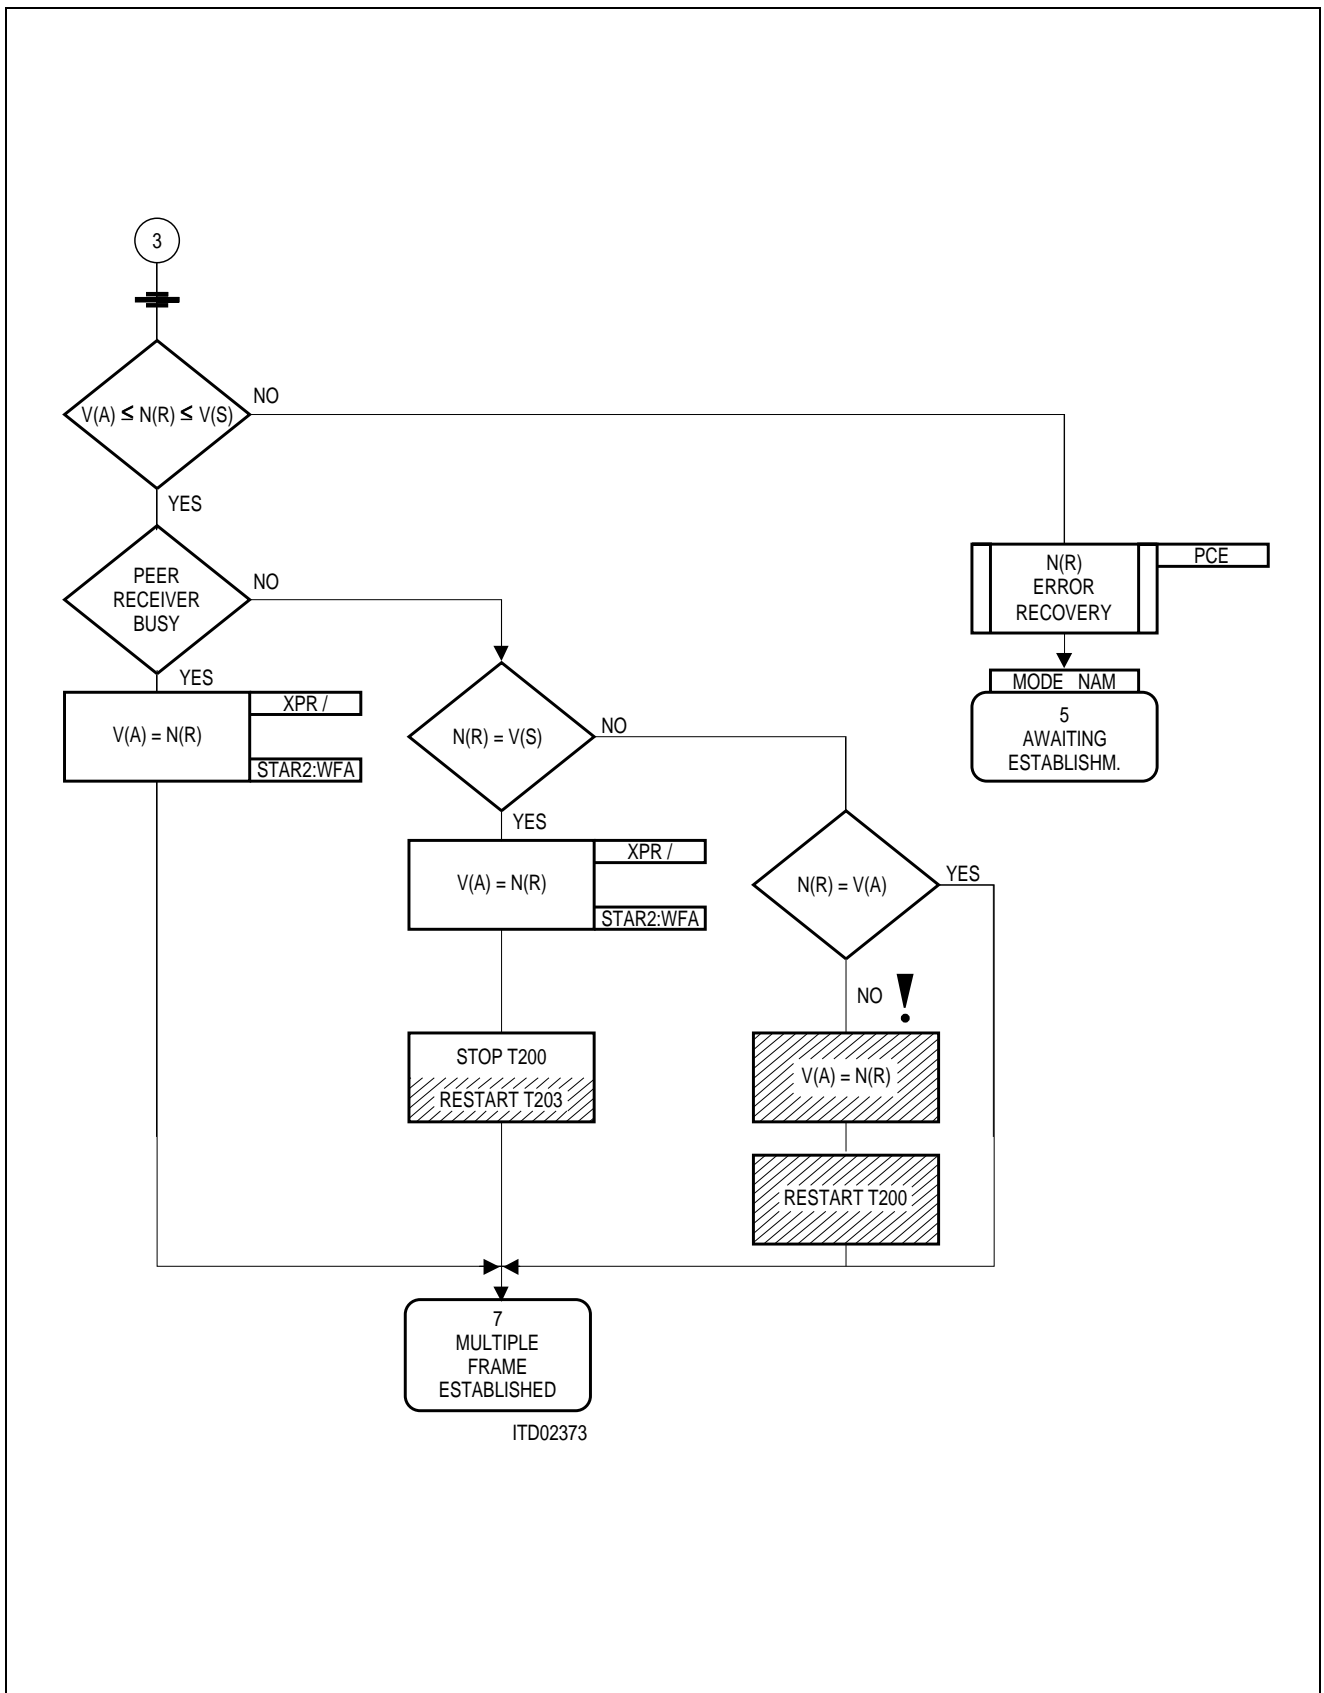 3
V(A) ≤ N(R) ≤ V(S)
NO
YES
PEER
RECEIVER
BUSY
NO
YES
N(R)
ERROR
RECOVERY
PCE
MODE NAM
5
AWAITING
ESTABLISHM.
V(A) = N(R)
XPR /
STAR2:WFA
N(R) = V(S)
NO
YES
V(A) = N(R)
XPR /
STAR2:WFA
N(R) = V(A)
YES
NO !
STOP T200
RESTART T203
V(A) = N(R)
RESTART T200
7
MULTIPLE
FRAME
ESTABLISHED
ITD02373